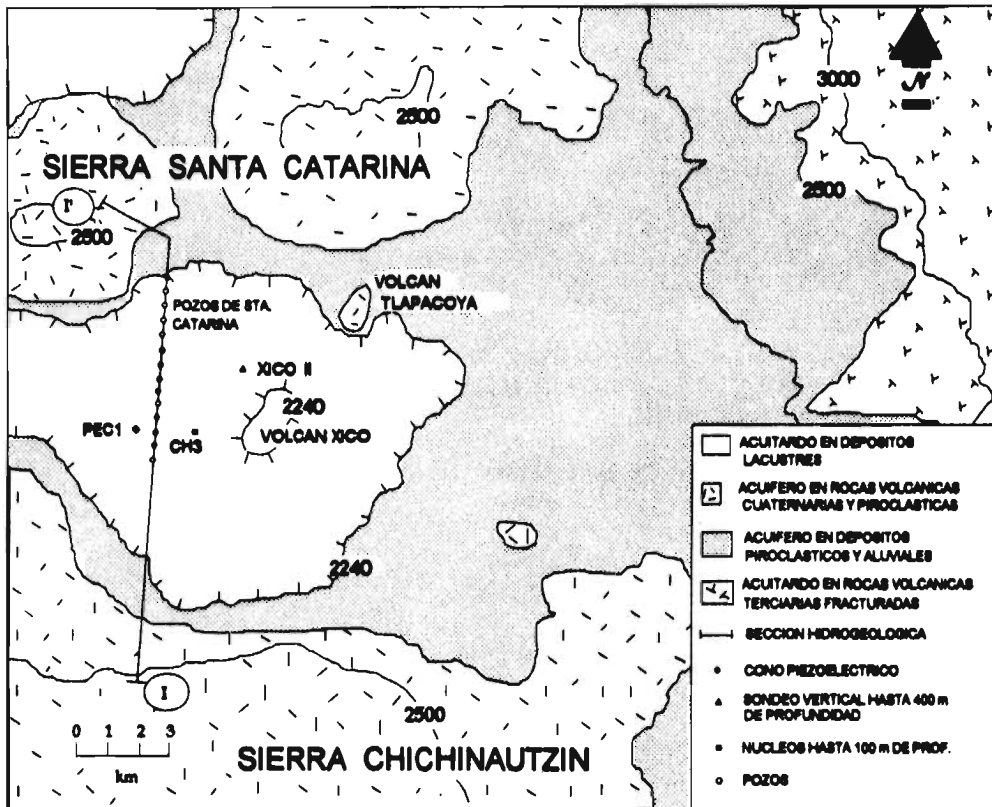 N
3000
2500
2500
SIERRA SANTA CATARINA
I'
2500
VOLCAN
TLAPACOYA
POZOS DE STA.
CATARINA
XICO II
2240
VOLCAN XICO
PEC1
CH3
2240
ACUITARDO EN DEPOSITOS
LACUSTRES
ACUIFERO EN ROCAS VOLCANICAS
CUATERNARIAS Y PIROCLASTICAS
ACUIFERO EN DEPOSITOS
PIROCLASTICOS Y ALUVIALES
ACUITARDO EN ROCAS VOLCANICAS
TERCIARIAS FRACTURADAS
SECCION HIDROGEOLOGICA
CONO PIEZOELECTRICO
SONDEO VERTICAL HASTA 400 m
DE PROFUNDIDAD
NUCLEOS HASTA 100 m DE PROF.
POZOS
I
2500
0 1 2 3
km
SIERRA CHICHINAUTZIN